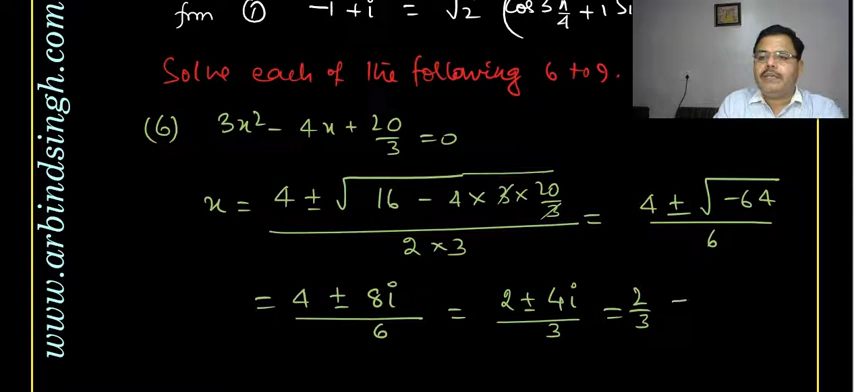 www.arbindsingh.com
frm ① -1 + i = √2 (cos 3π/4 + i Si
Solve each of the following 6 to 9.
(6) 3x² - 4x + 20/3 = 0
x = (4 ± √(16 - 4 × 3 × 20/3))/(2 × 3) = (4 ± √-64)/6
= (4 ± 8i)/6 = (2 ± 4i)/3 = 2/3 -